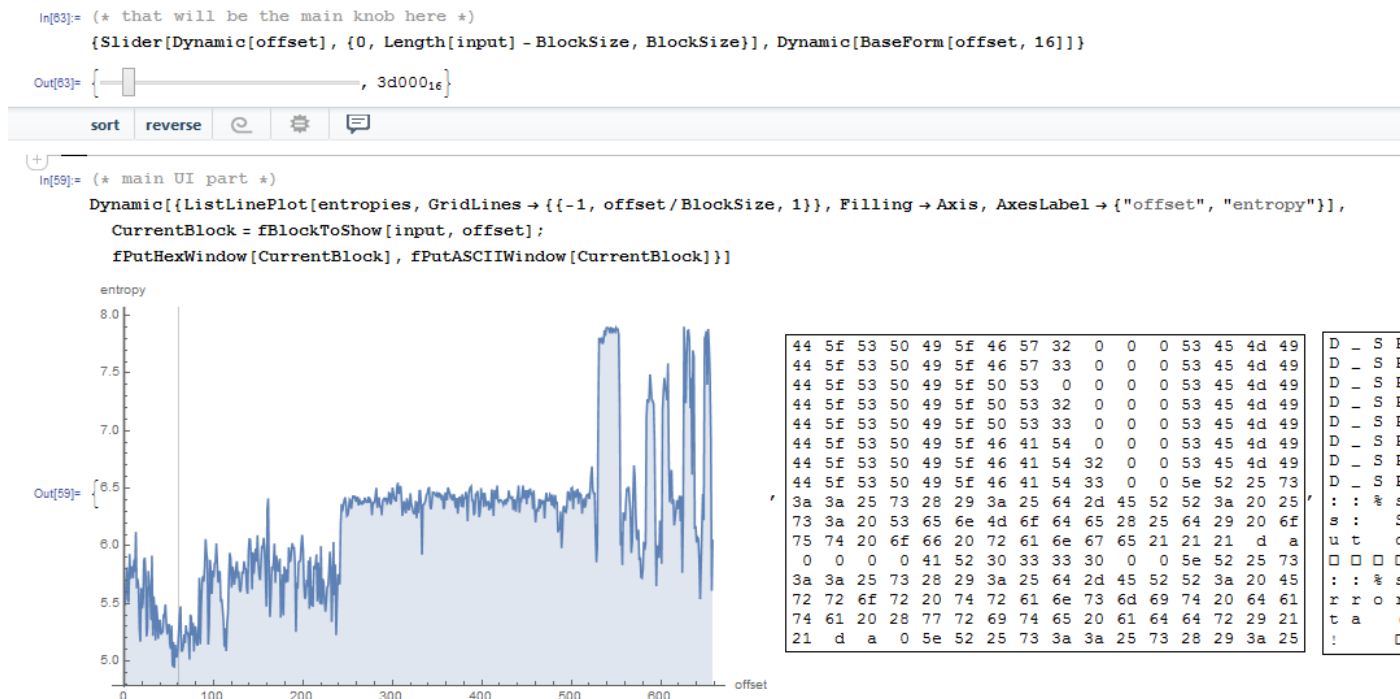 In[63]:= (* that will be the main knob here *)
{Slider[Dynamic[offset], {0, Length[input] - BlockSize, BlockSize}], Dynamic[BaseForm[offset, 16]]}
Out[63]= { , 3d000₁₆}
sort reverse
In[59]:= (* main UI part *)
Dynamic[{ListLinePlot[entropies, GridLines → {{-1, offset/BlockSize, 1}}, Filling → Axis, AxesLabel → {"offset", "entropy"}],
CurrentBlock = fBlockToShow[input, offset];
fPutHexWindow[CurrentBlock], fPutASCIIWindow[CurrentBlock]}]
entropy
8.0
7.5
7.0
6.5
6.0
5.5
5.0
0 100 200 300 400 500 600
offset
Out[59]= {
,
44 5f 53 50 49 5f 46 57 32 0 0 0 53 45 4d 49
44 5f 53 50 49 5f 46 57 33 0 0 0 53 45 4d 49
44 5f 53 50 49 5f 50 53 0 0 0 0 53 45 4d 49
44 5f 53 50 49 5f 50 53 32 0 0 0 53 45 4d 49
44 5f 53 50 49 5f 50 53 33 0 0 0 53 45 4d 49
44 5f 53 50 49 5f 46 41 54 0 0 0 53 45 4d 49
44 5f 53 50 49 5f 46 41 54 32 0 0 53 45 4d 49
44 5f 53 50 49 5f 46 41 54 33 0 0 5e 52 25 73
3a 3a 25 73 28 29 3a 25 64 2d 45 52 52 3a 20 25
73 3a 20 53 65 6e 4d 6f 64 65 28 25 64 29 20 6f
75 74 20 6f 66 20 72 61 6e 67 65 21 21 21 d a
0 0 0 0 41 52 30 33 33 30 0 0 5e 52 25 73
3a 3a 25 73 28 29 3a 25 64 2d 45 52 52 3a 20 45
72 72 6f 72 20 74 72 61 6e 73 6d 69 74 20 64 61
74 61 20 28 77 72 69 74 65 20 61 64 64 72 29 21
21 d a 0 5e 52 25 73 3a 3a 25 73 28 29 3a 25
,
D _ S
D _ S
D _ S
D _ S
D _ S
D _ S
D _ S
D _ S
: : %
s :
u t
: : %
r r o
t a
!